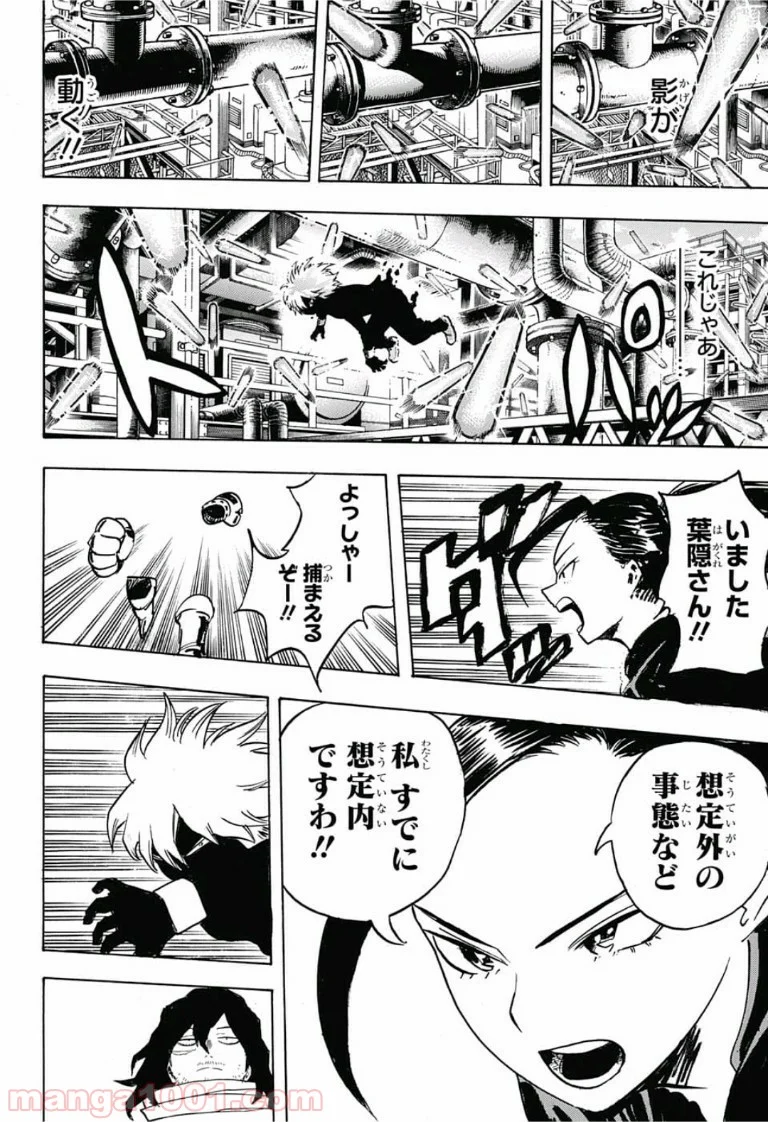 影が
動く!!
これじゃあ
………
いました
葉隠さん!!
ダッ
よっしゃー
捕まえる
ぞー!!
想定外の
事態など
私すでに
想定内
ですわ!!
manga1001.com